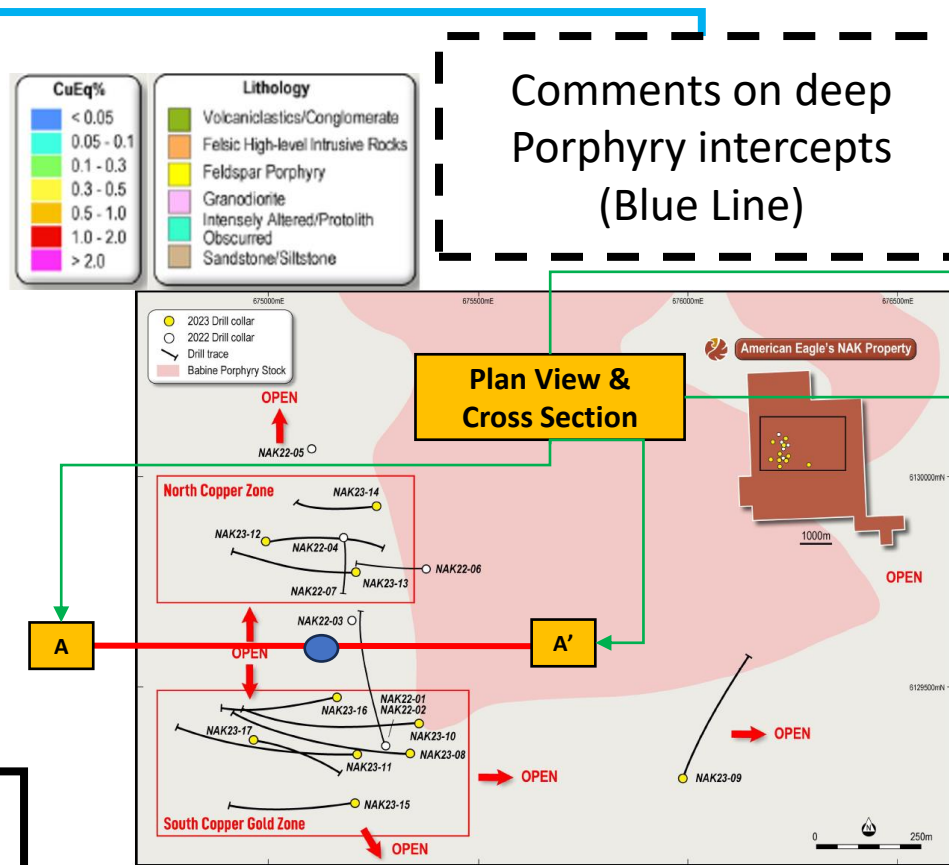 CuEq%
< 0.05
0.05 - 0.1
0.1 - 0.3
0.3 - 0.5
0.5 - 1.0
1.0 - 2.0
> 2.0
Lithology
Volcaniclastics/Conglomerate
Felsic High-level Intrusive Rocks
Feldspar Porphyry
Granodiorite
Intensely Altered/Protolith
Obscurred
Sandstone/Siltstone
Comments on deep
Porphyry intercepts
(Blue Line)
675000mE
675500mE
676000mE
676500mE
2023 Drill collar
2022 Drill collar
Drill trace
Babine Porphyry Stock
American Eagle's NAK Property
Plan View &
Cross Section
OPEN
NAK22-05
6130000mN
North Copper Zone
NAK23-14
NAK23-12
NAK22-04
NAK22-06
NAK23-13
NAK22-07
1000m
OPEN
NAK22-03
A
OPEN
A'
6129500mN
NAK22-01
NAK22-02
NAK23-16
NAK23-10
NAK23-17
NAK23-08
NAK23-11
OPEN
OPEN
NAK23-09
NAK23-15
South Copper Gold Zone
OPEN
N
0
250m